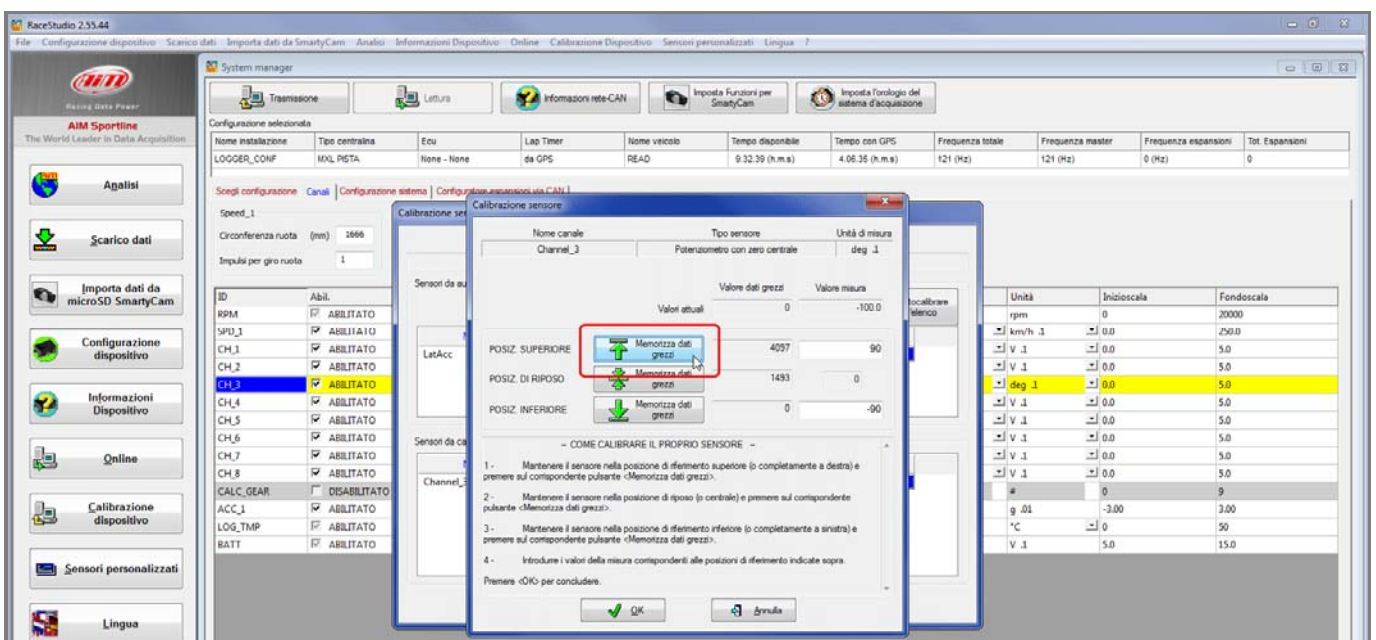 RaceStudio 2.55.44
File Configurazione dispositivo Scarico dati Importa dati da SmartyCam Analisi Informazioni Dispositivo Online Calibrazione Dispositivo Sensori personalizzati Lingua ?
AiM
Racing Data Power
AIM Sportline
The World Leader in Data Acquisition
Analisi
Scarico dati
Importa dati da
microSD SmartyCam
Configurazione
dispositivo
Informazioni
Dispositivo
Online
Calibrazione
dispositivo
Sensori personalizzati
Lingua
System manager
Trasmissione
Lettura
Informazioni rete-CAN
Imposta Funzioni per
SmartyCam
Imposta l'orologio del
sistema d'acquisizione
Configurazione selezionata
Nome installazione Tipo centralina Ecu Lap Timer Nome veicolo Tempo disponibile Tempo con GPS Frequenza totale Frequenza master Frequenza espansioni Tot. Espansioni
LOGGER_CONF MXL PISTA None - None da GPS READ 9.32.39 (h.m.s) 4.06.35 (h.m.s) 121 (Hz) 121 (Hz) 0 (Hz) 0
Scegli configurazione Canali Configurazione sistema Configuratore espansioni via CAN
Speed_1
Circonferenza ruota (mm) 1666
Impulsi per giro ruota 1
ID Abil. Unità Inizioscala Fondoscala
RPM ABILITATO rpm 0 20000
SPD_1 ABILITATO km/h .1 0.0 250.0
CH_1 ABILITATO V .1 0.0 5.0
CH_2 ABILITATO V .1 0.0 5.0
CH_3 ABILITATO deg .1 0.0 5.0
CH_4 ABILITATO V .1 0.0 5.0
CH_5 ABILITATO V .1 0.0 5.0
CH_6 ABILITATO V .1 0.0 5.0
CH_7 ABILITATO V .1 0.0 5.0
CH_8 ABILITATO V .1 0.0 5.0
CALC_GEAR DISABILITATO # 0 9
ACC_1 ABILITATO g .01 -3.00 3.00
LOG_TMP ABILITATO °C 0 50
BATT ABILITATO V .1 5.0 15.0
Calibrazione se
Sensori da au
LatAcc
Sensori da ca
Channel_3
ocalibrare
elenco
Calibrazione sensore
Nome canale Tipo sensore Unità di misura
Channel_3 Potenziometro con zero centrale deg .1
Valore dati grezzi Valore misura
Valori attuali 0 -100.0
POSIZ. SUPERIORE Memorizza dati grezzi 4097 90
POSIZ. DI RIPOSO Memorizza dati grezzi 1493 0
POSIZ. INFERIORE Memorizza dati grezzi 0 -90
– COME CALIBRARE IL PROPRIO SENSORE –
1 - Mantenere il sensore nella posizione di riferimento superiore (o completamente a destra) e
premere sul corrispondente pulsante <Memorizza dati grezzi>.
2 - Mantenere il sensore nella posizione di riposo (o centrale) e premere sul corrispondente
pulsante <Memorizza dati grezzi>.
3 - Mantenere il sensore nella posizione di riferimento inferiore (o completamente a sinistra) e
premere sul corrispondente pulsante <Memorizza dati grezzi>.
4 - Introdurre i valori della misura corrispondenti alle posizioni di riferimento indicate sopra.
Premere <OK> per concludere.
OK
Annulla